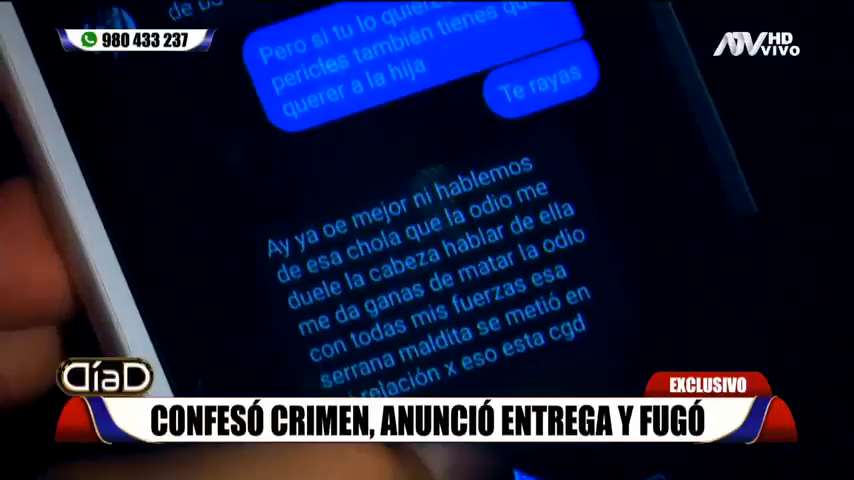 980 433 237
ATV HD
VIVO
Pero si tu lo quieres
pericles también tienes que
querer a la hija
Te rayas
Ay ya oe mejor ni hablemos
de esa chola que la odio me
duele la cabeza hablar de ella
me da ganas de matar la odio
con todas mis fuerzas esa
serrana maldita se metió en
relación x eso esta cgd
DíaD
EXCLUSIVO
CONFESÓ CRIMEN, ANUNCIÓ ENTREGA Y FUGÓ